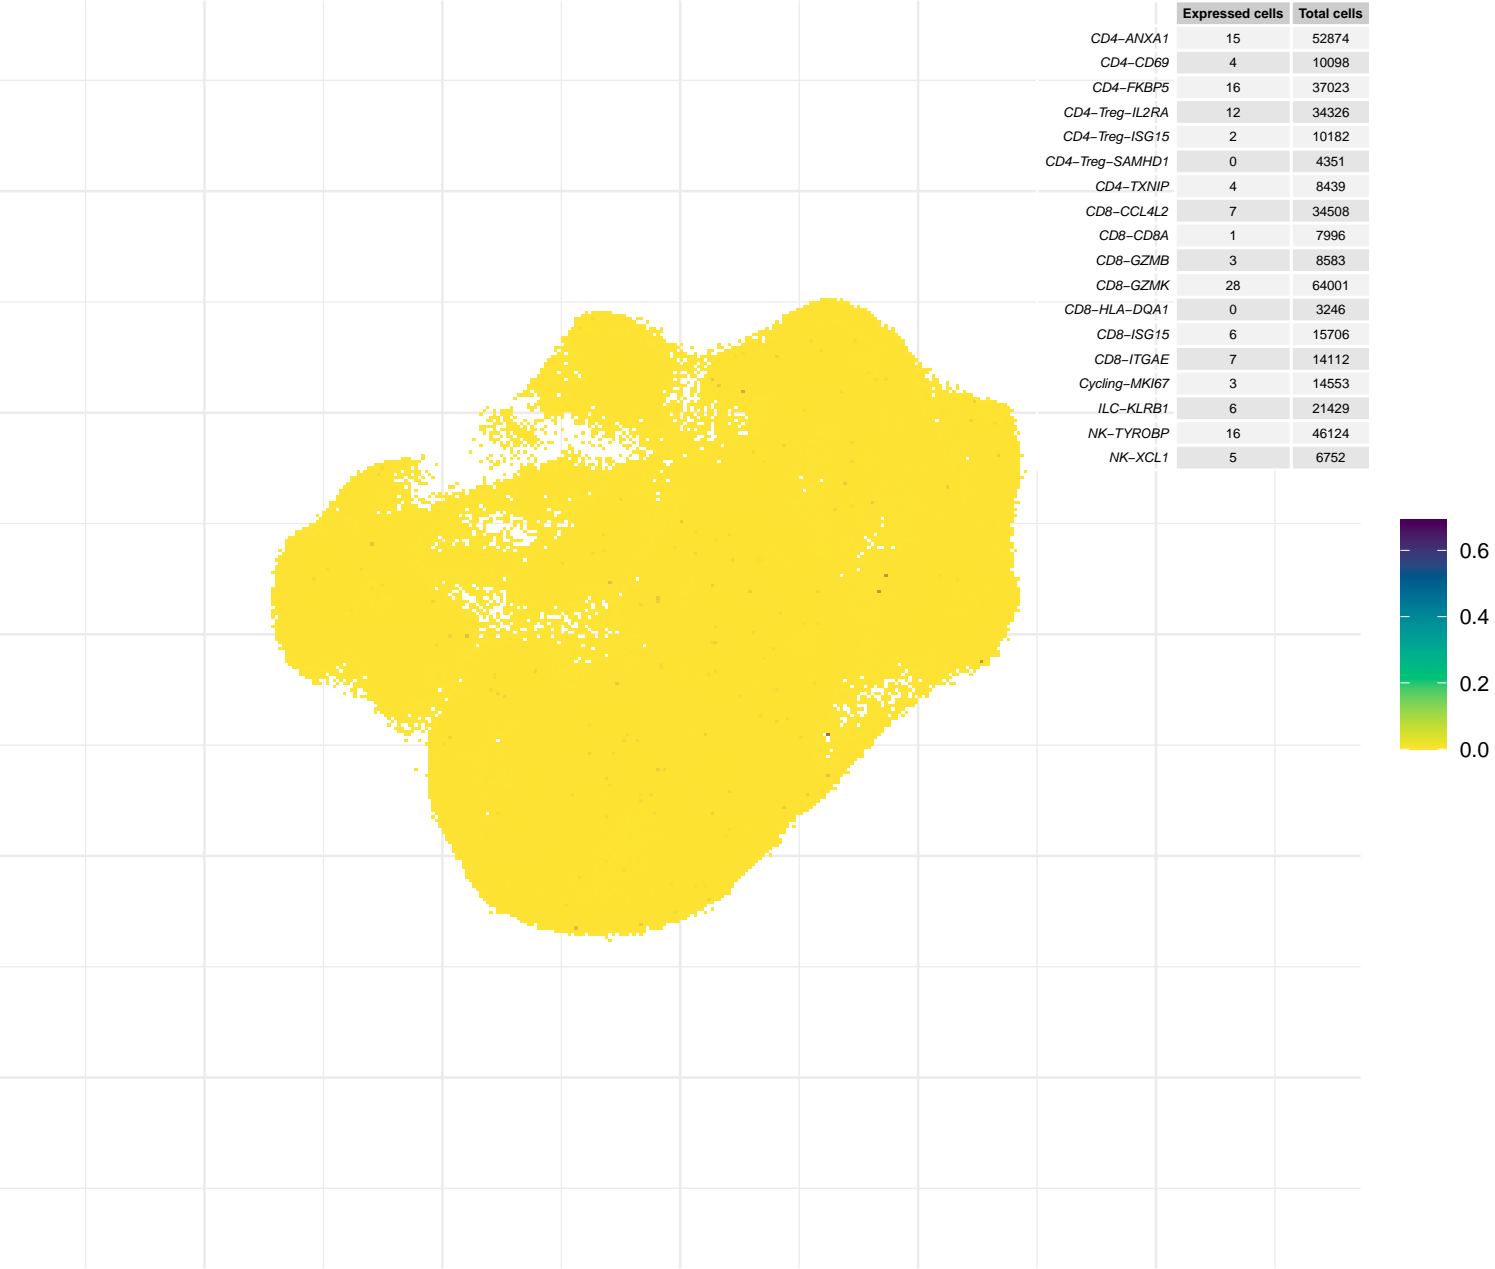 Expressed cells Total cells
CD4−ANXA1 15 52874
CD4−CD69 4 10098
CD4−FKBP5 16 37023
CD4−Treg−IL2RA 12 34326
CD4−Treg−ISG15 2 10182
CD4−Treg−SAMHD1 0 4351
CD4−TXNIP 4 8439
CD8−CCL4L2 7 34508
CD8−CD8A 1 7996
CD8−GZMB 3 8583
CD8−GZMK 28 64001
CD8−HLA−DQA1 0 3246
CD8−ISG15 6 15706
CD8−ITGAE 7 14112
Cycling−MKI67 3 14553
ILC−KLRB1 6 21429
NK−TYROBP 16 46124
NK−XCL1 5 6752
0.6
0.4
0.2
0.0